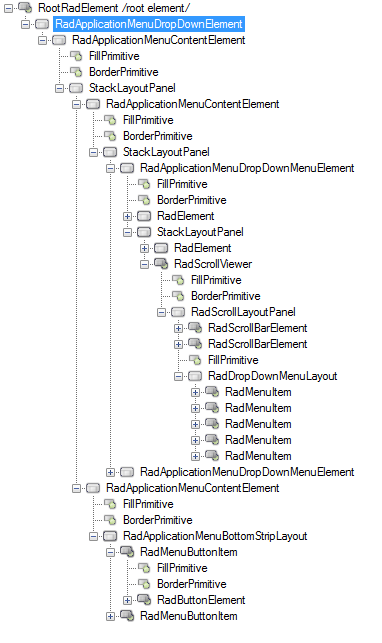 RootRadElement /root element/
RadApplicationMenuDropDownElement
RadApplicationMenuContentElement
FillPrimitive
BorderPrimitive
StackLayoutPanel
RadApplicationMenuContentElement
FillPrimitive
BorderPrimitive
StackLayoutPanel
RadApplicationMenuDropDownMenuElement
FillPrimitive
BorderPrimitive
RadElement
StackLayoutPanel
RadElement
RadScrollViewer
FillPrimitive
BorderPrimitive
RadScrollLayoutPanel
RadScrollBarElement
RadScrollBarElement
FillPrimitive
RadDropDownMenuLayout
RadMenuItem
RadMenuItem
RadMenuItem
RadMenuItem
RadMenuItem
RadApplicationMenuDropDownMenuElement
RadApplicationMenuContentElement
FillPrimitive
BorderPrimitive
RadApplicationMenuBottomStripLayout
RadMenuButtonItem
FillPrimitive
BorderPrimitive
RadButtonElement
RadMenuButtonItem